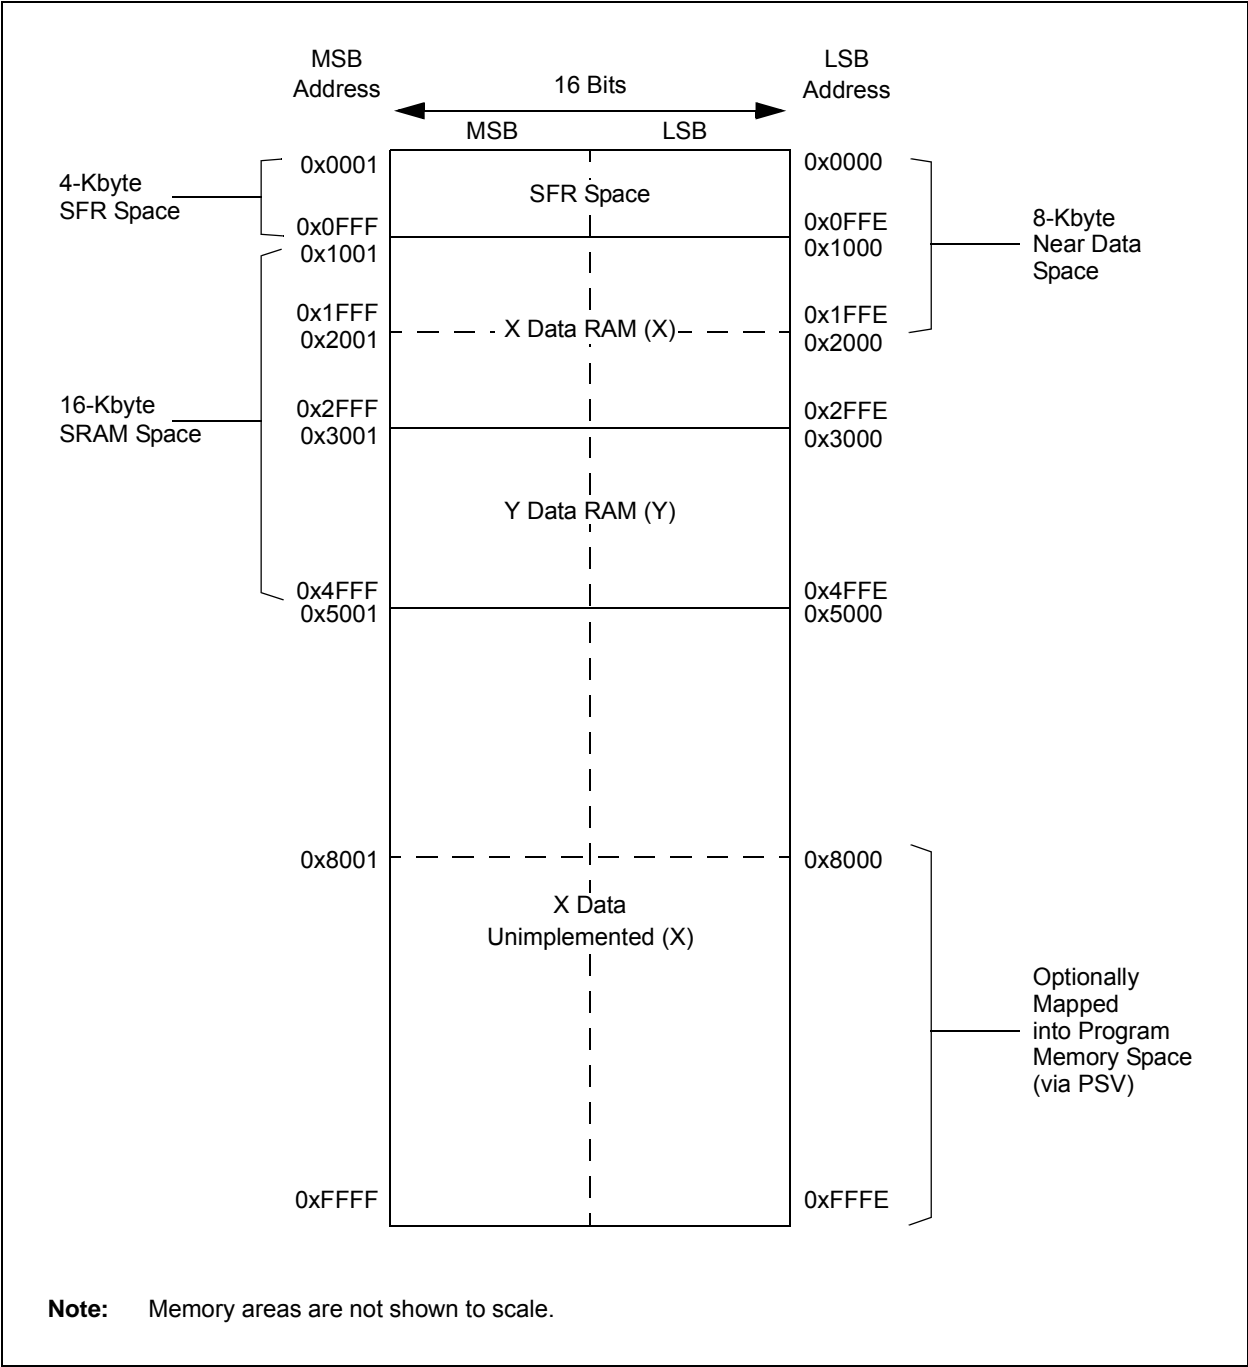 MSB
Address
16 Bits
LSB
Address
MSB
LSB
0x0001
0x0000
4-Kbyte
SFR Space
SFR Space
0x0FFF
0x0FFE
0x1001
0x1000
8-Kbyte
Near Data
Space
0x1FFF
0x1FFE
X Data RAM (X)
0x2001
0x2000
16-Kbyte
SRAM Space
0x2FFF
0x2FFE
0x3001
0x3000
Y Data RAM (Y)
0x4FFF
0x4FFE
0x5001
0x5000
0x8001
0x8000
X Data
Unimplemented (X)
Optionally
Mapped
into Program
Memory Space
(via PSV)
0xFFFF
0xFFFE
Note: Memory areas are not shown to scale.